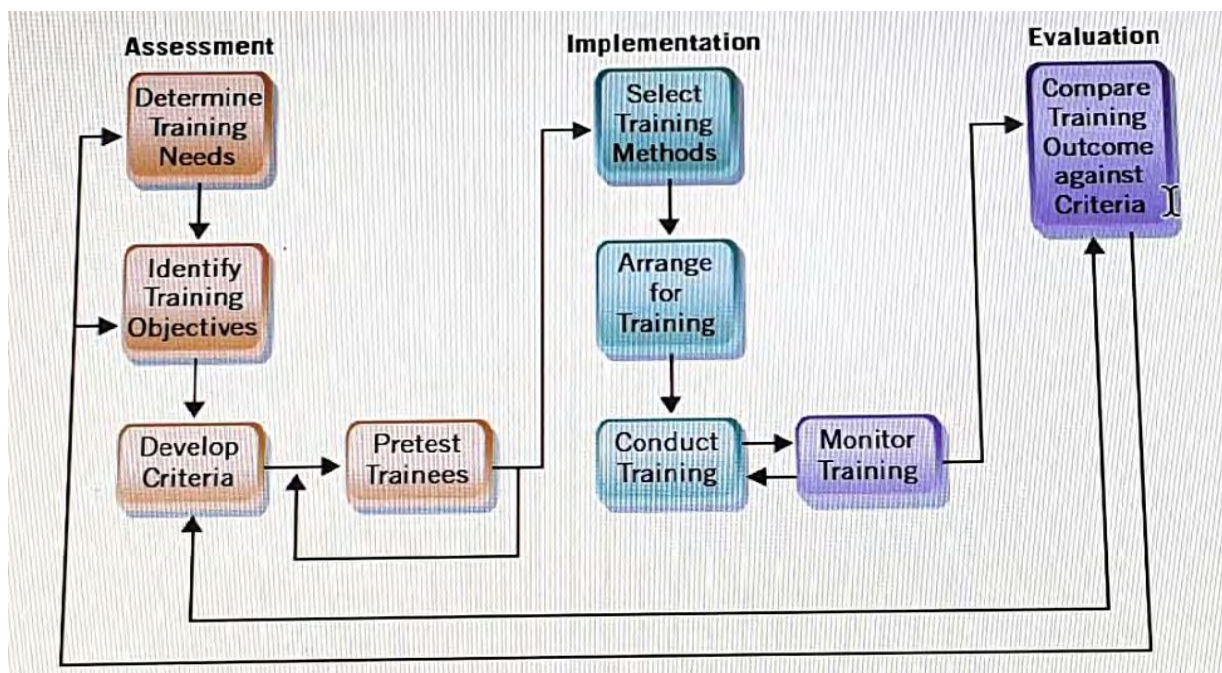 Assessment
Determine
Training
Needs
Identify
Training
Objectives
Develop
Criteria
Pretest
Trainees
Implementation
Select
Training
Methods
Arrange
for
Training
Conduct
Training
Monitor
Training
Evaluation
Compare
Training
Outcome
against
Criteria